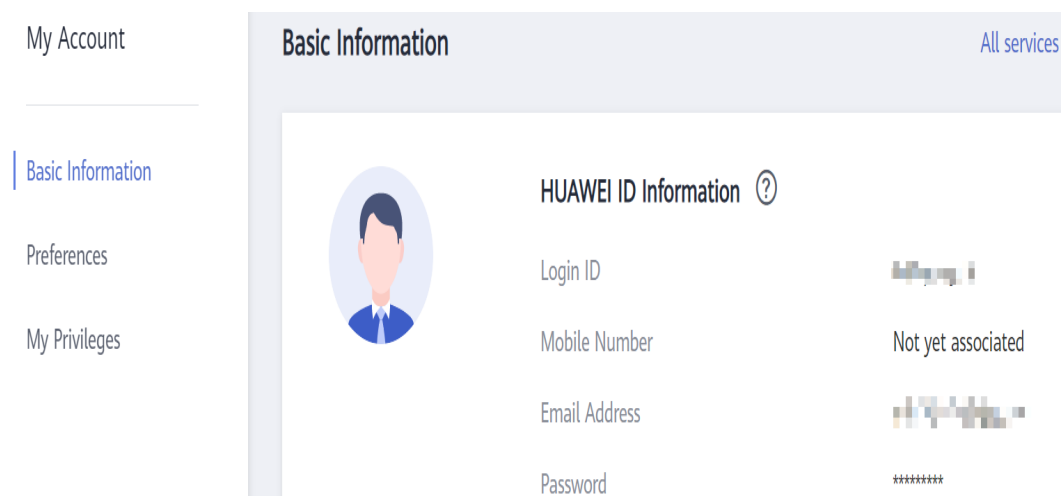 My Account
Basic Information
Preferences
My Privileges
Basic Information
All services
HUAWEI ID Information ?
Login ID
Mobile Number Not yet associated
Email Address
Password *********